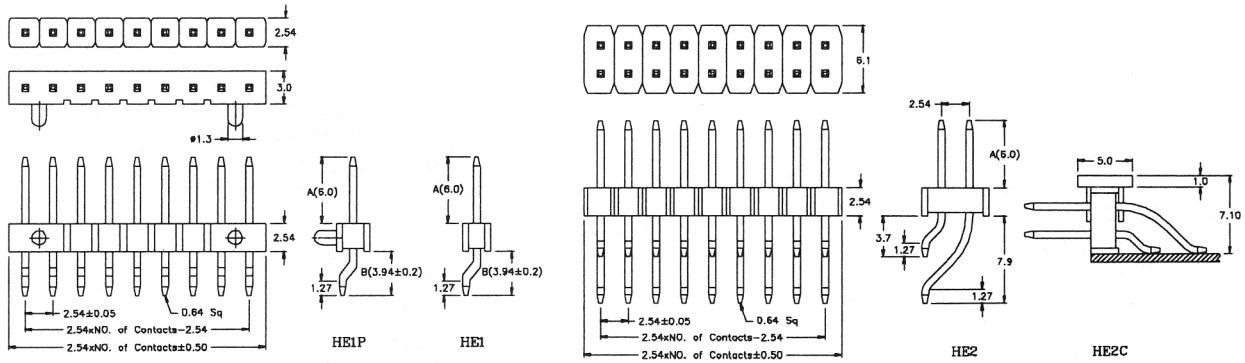 2.54
3.0
ø1.3
A(6.0)
A(6.0)
2.54
B(3.94±0.2)
B(3.94±0.2)
1.27
1.27
2.54±0.05
0.64 Sq
2.54xNO. of Contacts-2.54
2.54xNO. of Contacts±0.50
HE1P
HE1
5.1
2.54
A(6.0)
2.54
3.7
1.27
7.9
1.27
2.54±0.05
0.64 Sq
2.54xNO. of Contacts-2.54
2.54xNO. of Contacts±0.50
HE2
5.0
1.0
7.10
HE2C